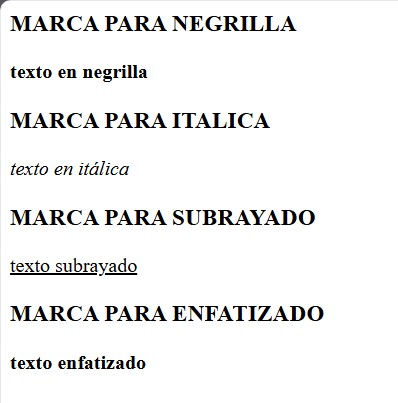 MARCA PARA NEGRILLA
texto en negrilla
MARCA PARA ITALICA
texto en itálica
MARCA PARA SUBRAYADO
texto subrayado
MARCA PARA ENFATIZADO
texto enfatizado